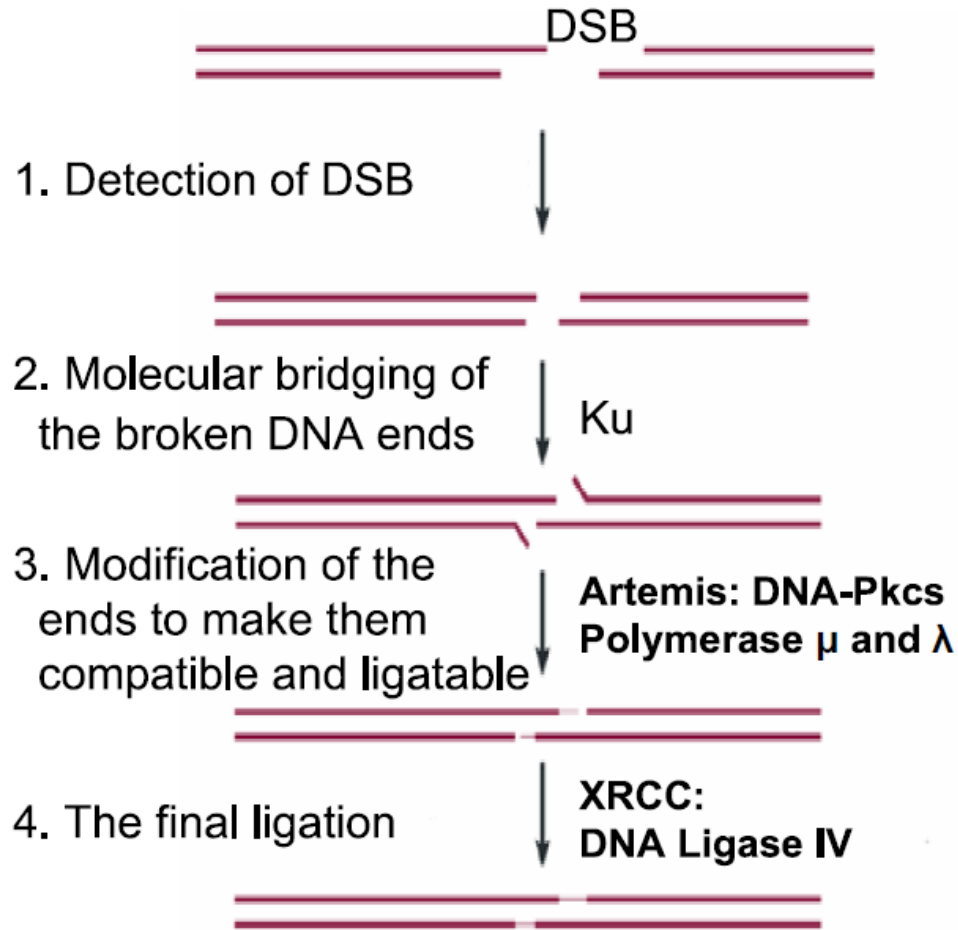 DSB
1. Detection of DSB
2. Molecular bridging of
the broken DNA ends
Ku
3. Modification of the
ends to make them
compatible and ligatable
Artemis: DNA-Pkcs
Polymerase μ and λ
4. The final ligation
XRCC:
DNA Ligase IV